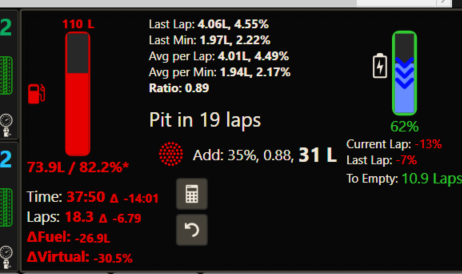 2
110 L
Last Lap: 4.06L, 4.55%
Last Min: 1.97L, 2.22%
Avg per Lap: 4.01L, 4.49%
Avg per Min: 1.94L, 2.17%
Ratio: 0.89
Pit in 19 laps
62%
Add: 35%, 0.88, 31 L
Current Lap: -13%
Last Lap: -7%
To Empty: 10.9 Laps
73.9L / 82.2%*
2
Time: 37:50 Δ -14:01
Laps: 18.3 Δ -6.79
ΔFuel: -26.9L
ΔVirtual: -30.5%